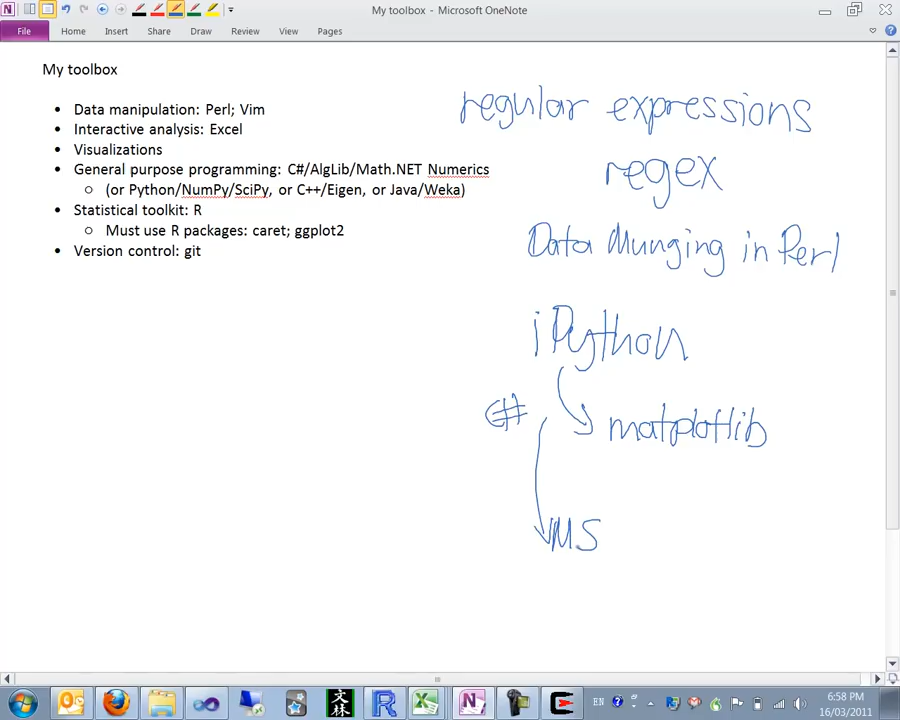 My toolbox - Microsoft OneNote
File Home Insert Share Draw Review View Pages
My toolbox
• Data manipulation: Perl; Vim
• Interactive analysis: Excel
• Visualizations
• General purpose programming: C#/AlgLib/Math.NET Numerics
○ (or Python/NumPy/SciPy, or C++/Eigen, or Java/Weka)
• Statistical toolkit: R
○ Must use R packages: caret; ggplot2
• Version control: git
regular expressions
regex
Data Munging in Perl
iPython
C#
matplotlib
MS
文林
EN
6:58 PM
16/03/2011